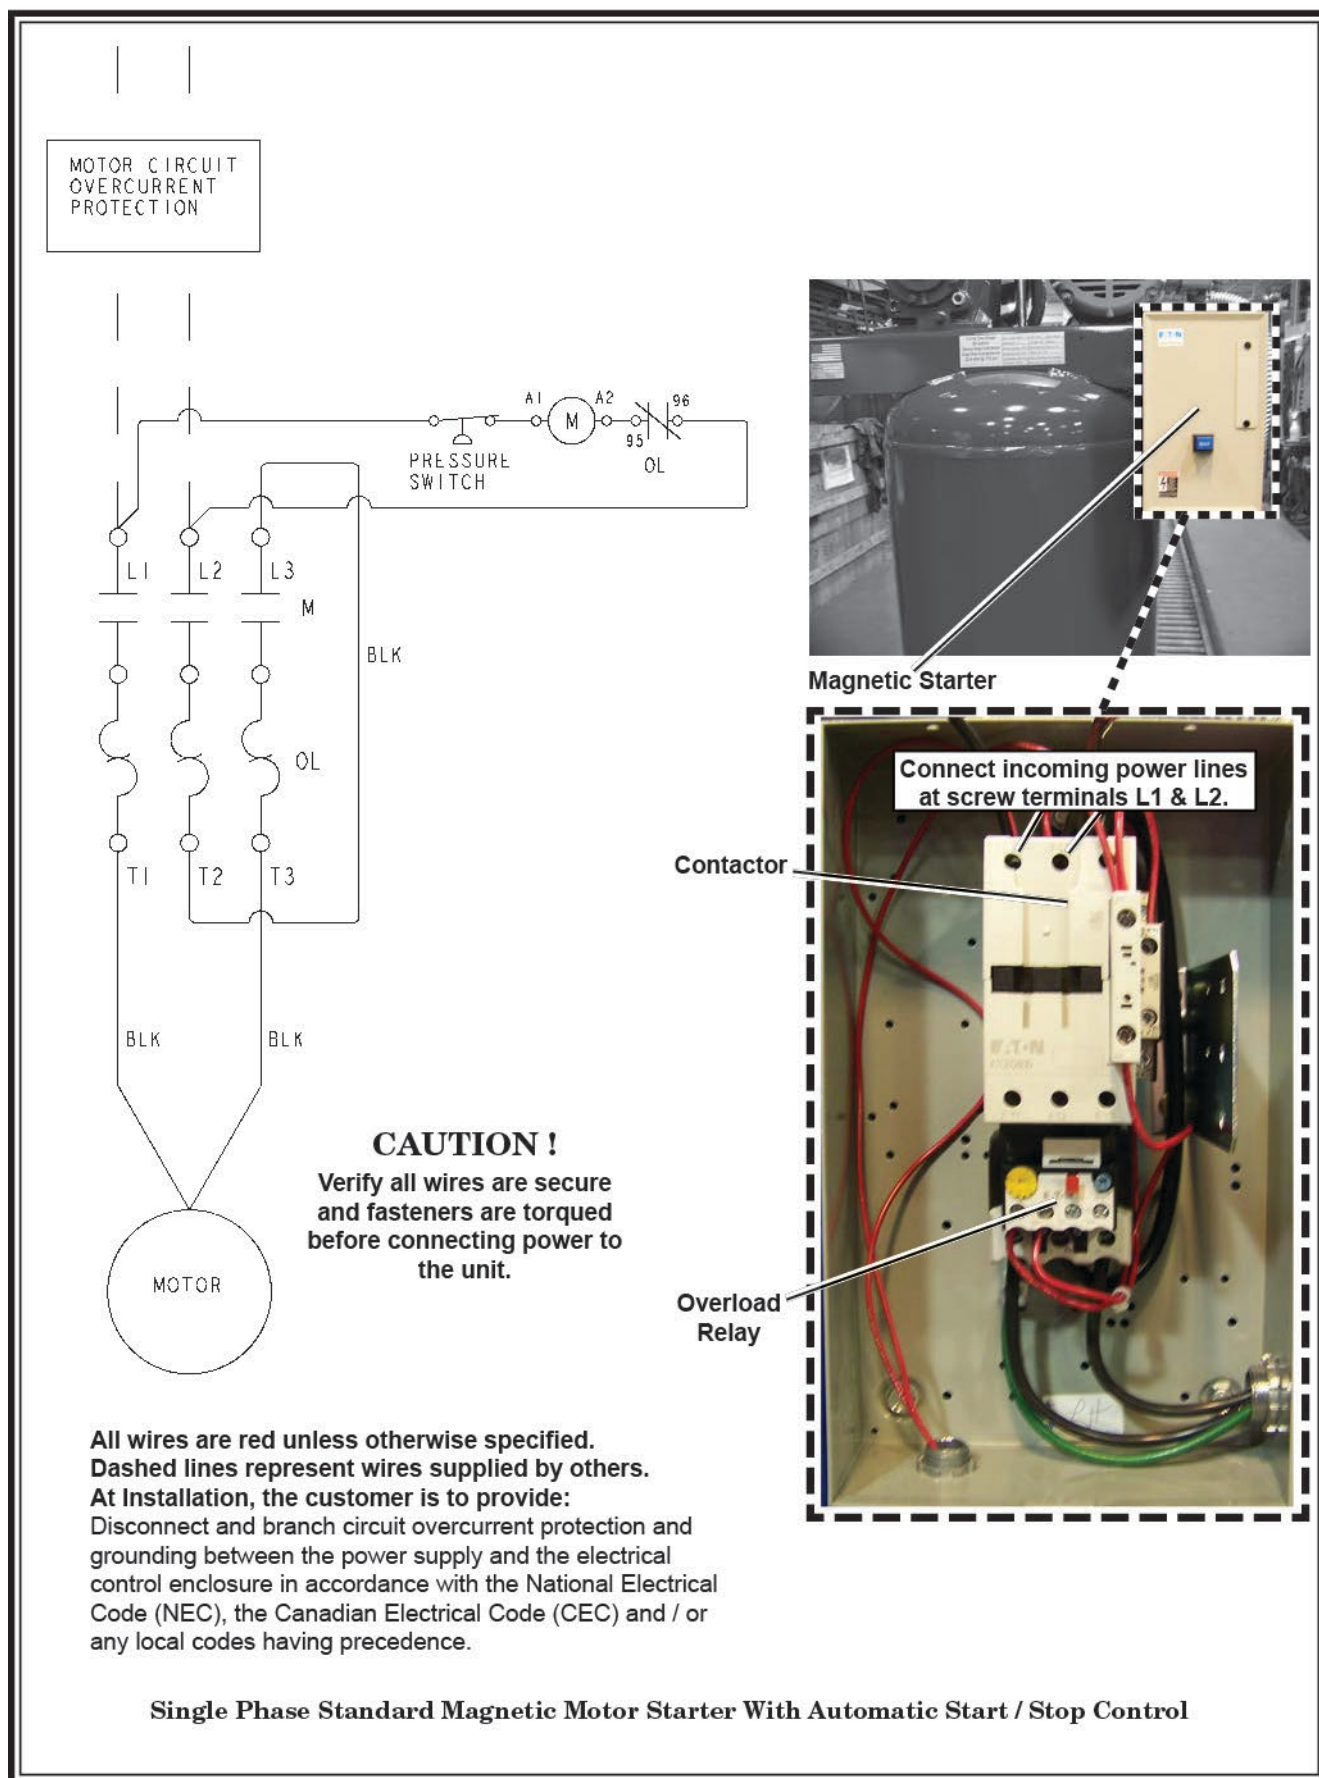 MOTOR CIRCUIT
OVERCURRENT
PROTECTION
A1
A2
96
M
95
OL
PRESSURE
SWITCH
L1
L2
L3
M
BLK
OL
T1
T2
T3
BLK
BLK
MOTOR
CAUTION !
Verify all wires are secure
and fasteners are torqued
before connecting power to
the unit.
Magnetic Starter
Connect incoming power lines
at screw terminals L1 & L2.
Contactor
EATON
Overload
Relay
All wires are red unless otherwise specified.
Dashed lines represent wires supplied by others.
At Installation, the customer is to provide:
Disconnect and branch circuit overcurrent protection and
grounding between the power supply and the electrical
control enclosure in accordance with the National Electrical
Code (NEC), the Canadian Electrical Code (CEC) and / or
any local codes having precedence.
Single Phase Standard Magnetic Motor Starter With Automatic Start / Stop Control